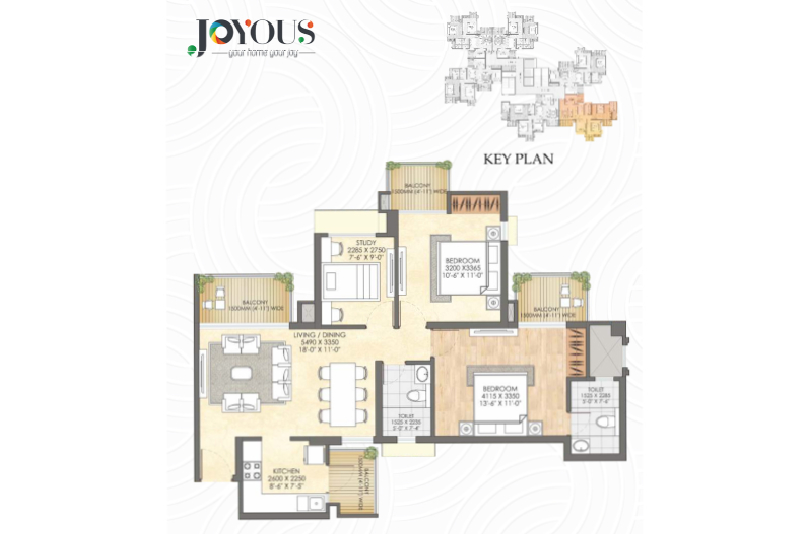 JOYOUS
your home your joy
KEY PLAN
BALCONY
1500MM (4'-11") WIDE
STUDY
2285 X 2750
7'-6" X 9'-0"
BEDROOM
3200 X3365
10'-6" X 11'-0"
BALCONY
1500MM (4'-11") WIDE
BALCONY
1500MM (4'-11") WIDE
LIVING / DINING
5490 X 3350
18'-0" X 11'-0"
BEDROOM
4115 X 3350
13'-6" X 11'-0"
TOILET
1525 X 2285
5'-0" X 7'-6"
TOILET
1525 X 2235
5'-0" X 7'-4"
KITCHEN
2600 X 2250
8'-6" X 7'-5"
BALCONY
1500MM (4'-11") WIDE